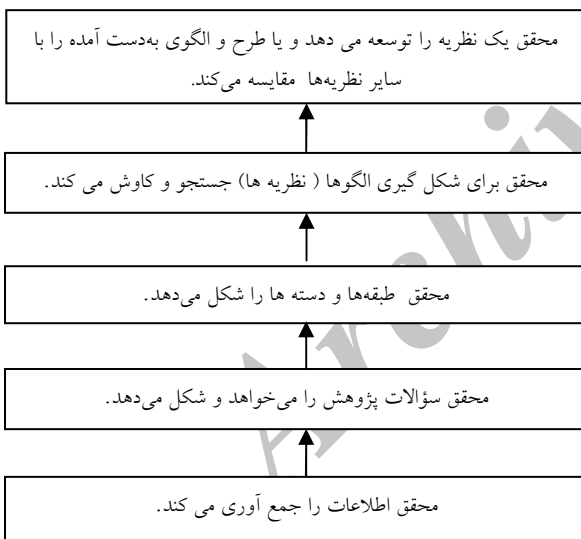 محقق یک نظریه را توسعه می دهد و یا طرح و الگوی به‌دست آمده را با
سایر نظریه‌ها مقایسه می‌کند.
محقق برای شکل گیری الگوها ( نظریه ها) جستجو و کاوش می کند.
محقق طبقه‌ها و دسته ها را شکل می‌دهد.
محقق سؤالات پژوهش را می‌خواهد و شکل می‌دهد.
محقق اطلاعات را جمع آوری می کند.